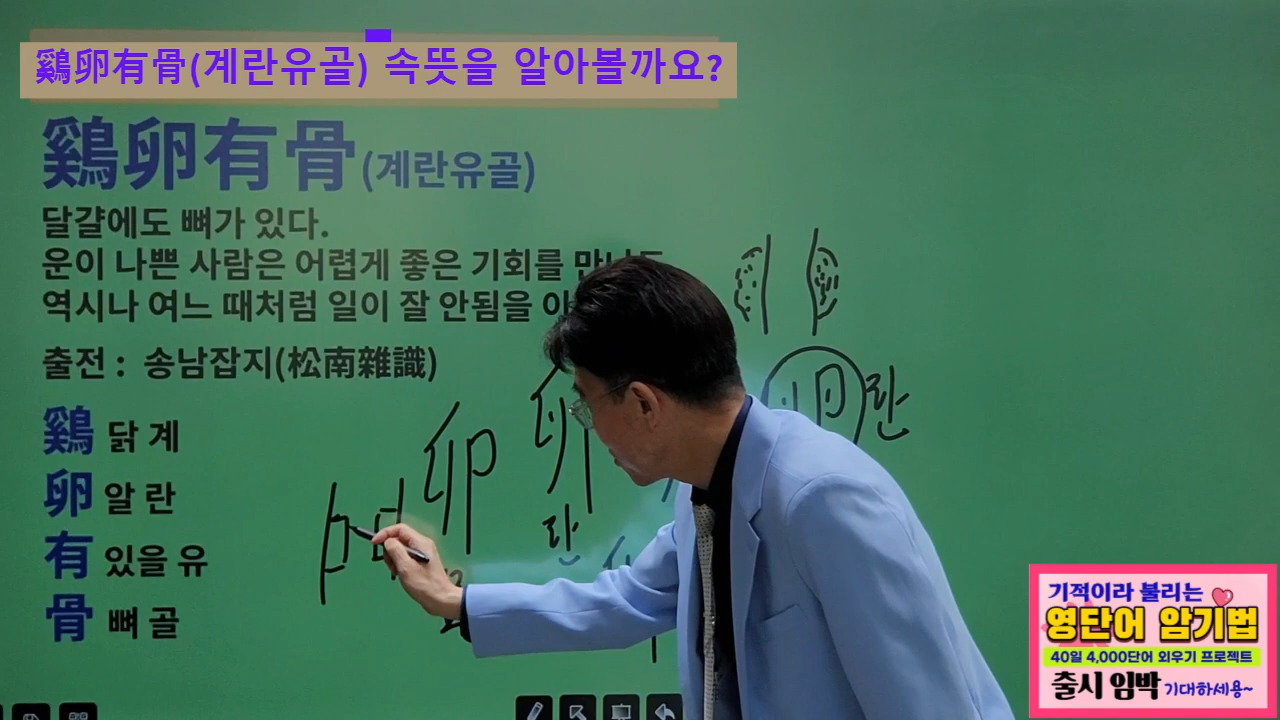 鷄卵有骨(계란유골) 속뜻을 알아볼까요?
鷄卵有骨(계란유골)
달걀에도 뼈가 있다.
운이 나쁜 사람은 어렵게 좋은 기회를
역시나 여느 때처럼 일이 잘 안됨을
출전 : 송남잡지(松南雜識)
鷄 닭 계
卵 알 란
有 있을 유
骨 뼈 골
卵
卵
란
卵 란
기적이라 불리는
영단어 암기법
40일 4,000단어 외우기 프로젝트
출시 임박 기대하세용~